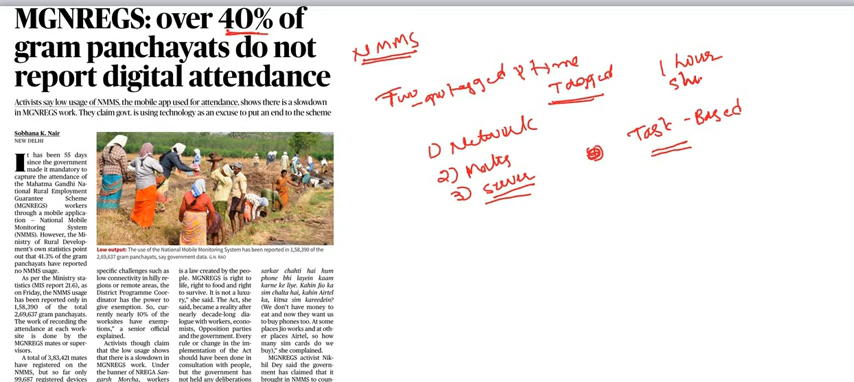 MGNREGS: over 40% of
gram panchayats do not
report digital attendance
Activists say low usage of NMMS, the mobile app used for attendance, shows there is a slowdown
in MGNREGS work. They claim govt. is using technology as an excuse to put an end to the scheme
Sobhana K. Nair
NEW DELHI
It has been 55 days
since the government
made it mandatory to
capture the attendance of the
Mahatma Gandhi Na-
tional Rural Employment
Guarantee Scheme
(MGNREGS) workers
through a mobile applica-
tion – National Mobile
Monitoring System
(NMMS). However, the Mi-
nistry of Rural Develop-
ment's own statistics point
out that 41.3% of the gram
panchayats have reported
no NMMS usage.
As per the Ministry sta-
tistics (MIS report 21.6), as
on Friday, the NMMS usage
has been reported only in
1,58,390 of the total
2,69,637 gram panchayats.
The work of recording the
attendance at each work-
site is done by the
MGNREGS mates or super-
visors.
A total of 3,83,421 mates
have registered on the
NMMS, but so far only
99,687 registered devices
Low output: The use of the National Mobile Monitoring System has been reported in 1,58,390 of the
2,69,637 gram panchayats, say government data. G.N. RAO
specific challenges such as
low connectivity in hilly re-
gions or remote areas, the
District Programme Coor-
dinator has the power to
give exemption. So, cur-
rently nearly 10% of the
worksites have exemp-
tions," a senior official
explained.
Activists though claim
that the low usage shows
that there is a slowdown in
MGNREGS work. Under
the banner of NREGA San-
garsh Morcha, workers
is a law created by the peo-
ple. MGNREGS is right to
life, right to food and right
to survive. It is not a luxu-
ry," she said. The Act, she
said, became a reality after
nearly decade-long dia-
logue with workers, econo-
mists, Opposition parties
and the government. Every
rule or change in the im-
plementation of the Act
should have been done in
consultation with people,
but the government has
not held any deliberations
sarkar chahti hai hum
phone bhi layein kaam
karne ke liye. Kahin Jio ka
sim chalta hai, kahin Airtel
ka, kitna sim karedein?
(We don't have money to
eat and now they want us
to buy phones too. At some
places Jio works and at oth-
er places Airtel, so how
many sim cards do we
buy)," she complained.
MGNREGS activist Nik-
hil Dey said the govern-
ment has claimed that it
brought in NMMS to coun-
NMMS
Two geotagged & time
Tagged
1) Network
2) Mates
3) Server
1 hour
Task-Based